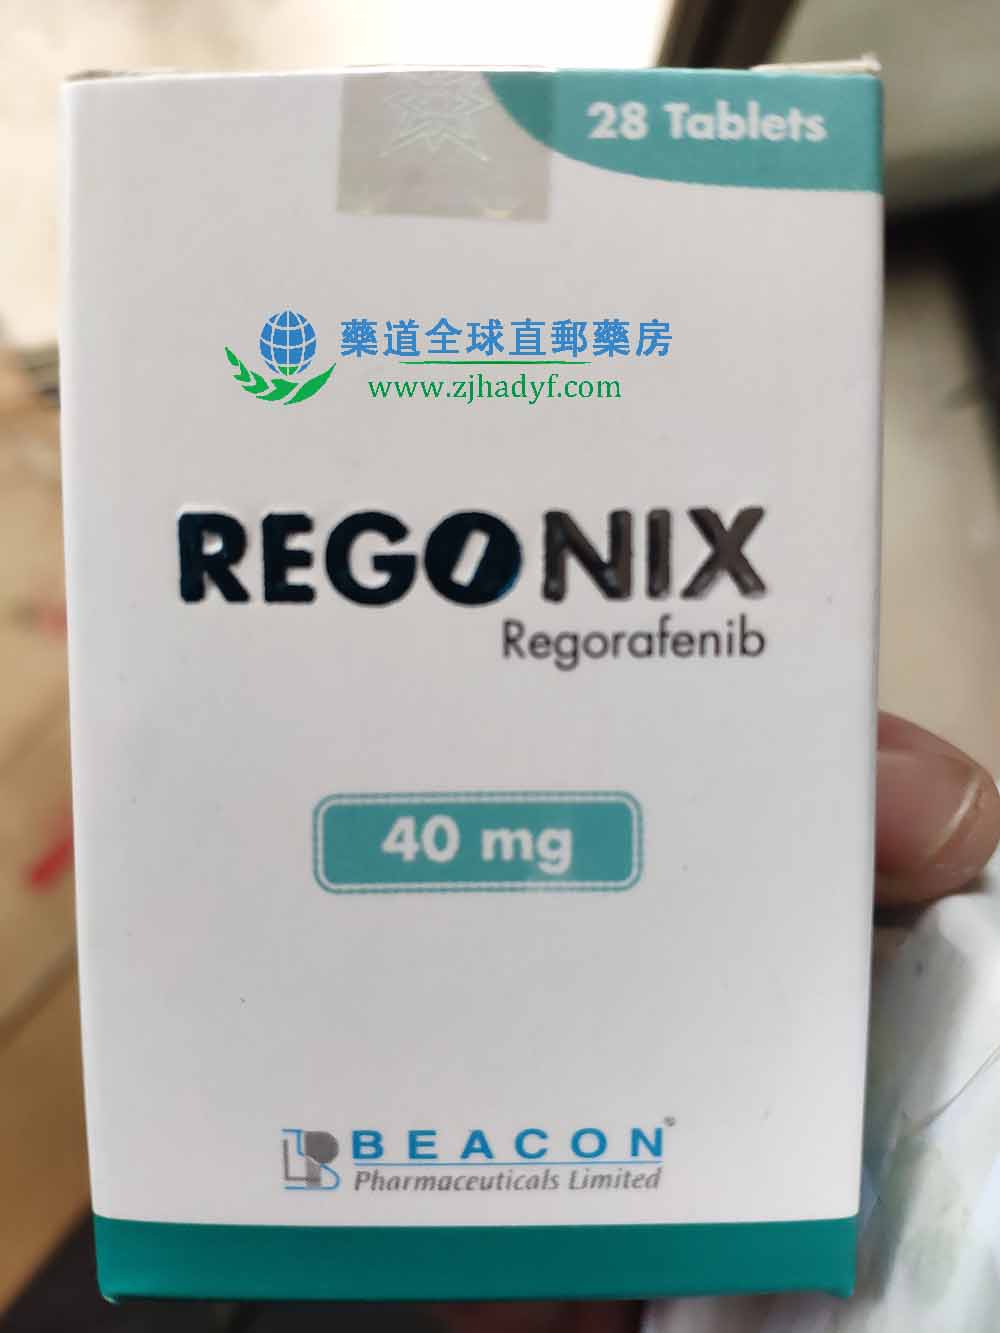 28 Tablets
藥道全球直郵藥房
www.zjhadyf.com
REGONIX
Regorafenib
40 mg
BEACON
Pharmaceuticals Limited